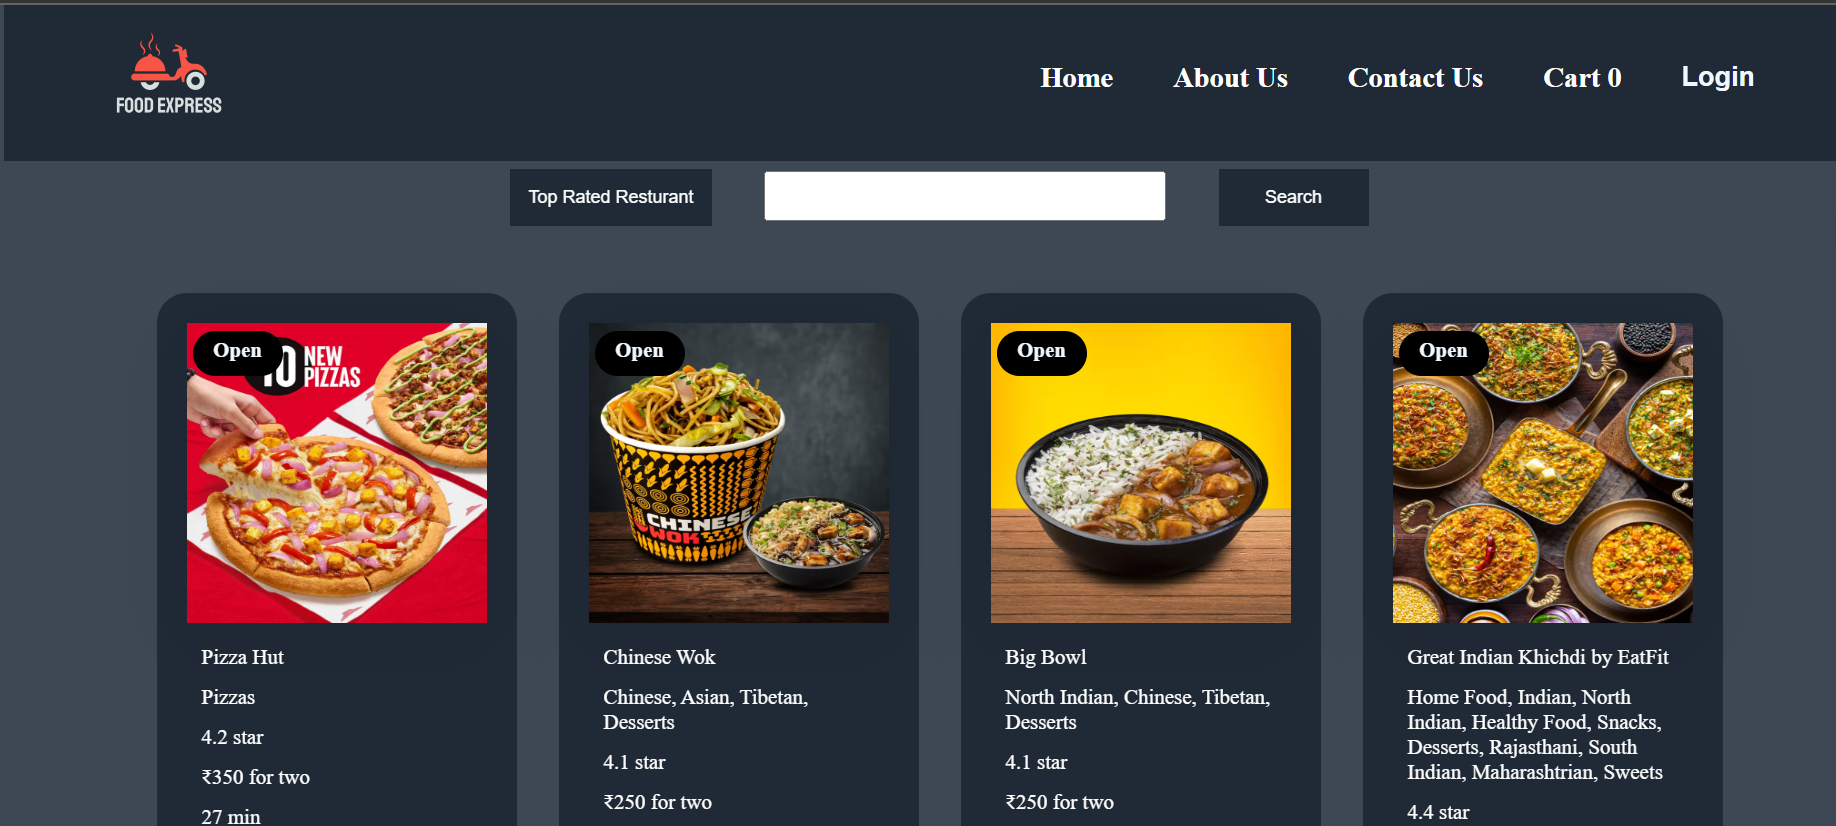 FOOD EXPRESS
Home About Us Contact Us Cart 0 Login
Top Rated Resturant
Search
Open
10 NEW
PIZZAS
Pizza Hut
Pizzas
4.2 star
₹350 for two
27 min
Open
CHINESE
WOK
Chinese Wok
Chinese, Asian, Tibetan,
Desserts
4.1 star
₹250 for two
Open
Big Bowl
North Indian, Chinese, Tibetan,
Desserts
4.1 star
₹250 for two
Open
Great Indian Khichdi by EatFit
Home Food, Indian, North
Indian, Healthy Food, Snacks,
Desserts, Rajasthani, South
Indian, Maharashtrian, Sweets
4.4 star